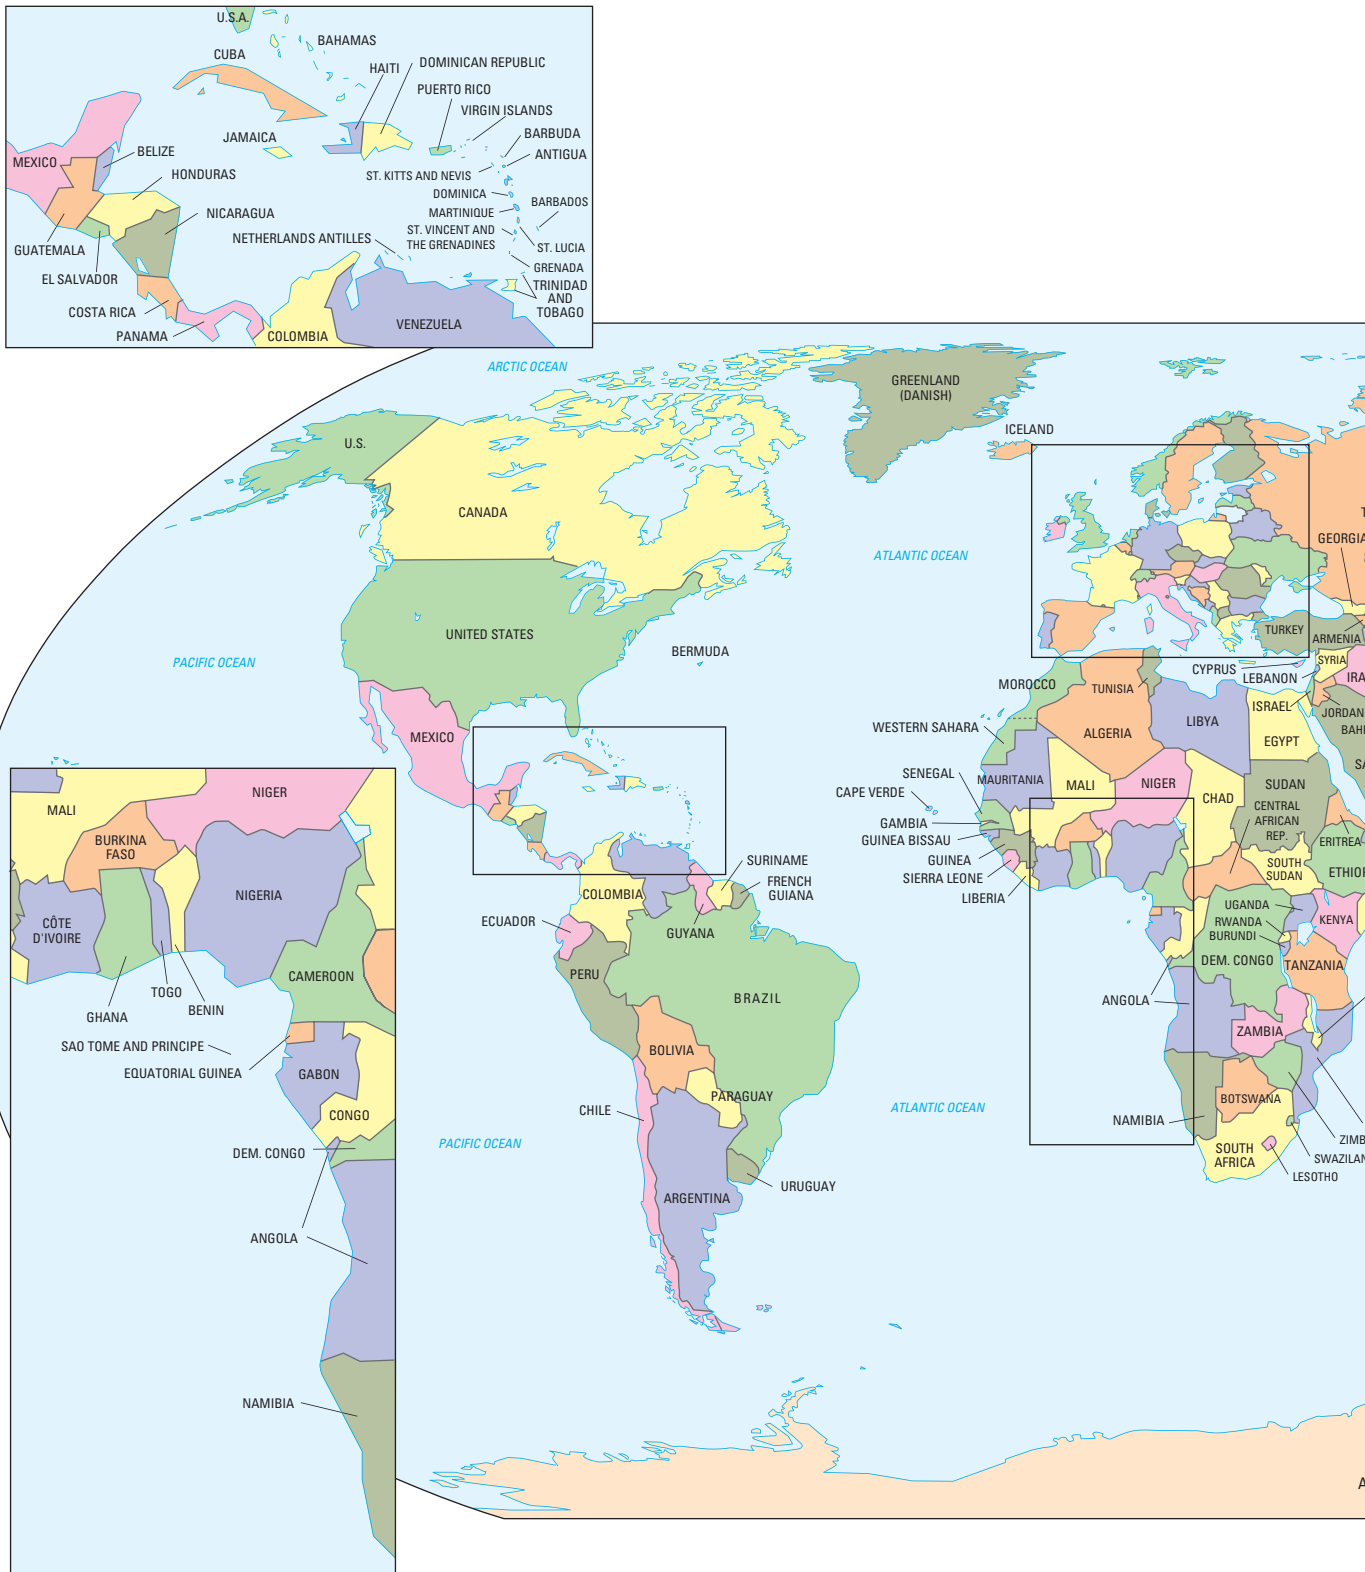 U.S.A.
BAHAMAS
CUBA
HAITI
DOMINICAN REPUBLIC
PUERTO RICO
VIRGIN ISLANDS
JAMAICA
BARBUDA
MEXICO
BELIZE
ANTIGUA
ST. KITTS AND NEVIS
HONDURAS
DOMINICA
BARBADOS
MARTINIQUE
NICARAGUA
ST. VINCENT AND
THE GRENADINES
NETHERLANDS ANTILLES
ST. LUCIA
GUATEMALA
GRENADA
EL SALVADOR
TRINIDAD
AND
TOBAGO
COSTA RICA
VENEZUELA
PANAMA
COLOMBIA
ARCTIC OCEAN
GREENLAND
(DANISH)
ICELAND
U.S.
CANADA
ATLANTIC OCEAN
GEORGIA
UNITED STATES
TURKEY
ARMENIA
BERMUDA
PACIFIC OCEAN
CYPRUS
SYRIA
LEBANON
IRA
MOROCCO
TUNISIA
ISRAEL
JORDAN
WESTERN SAHARA
LIBYA
BAH
ALGERIA
EGYPT
MEXICO
SA
SENEGAL
MAURITANIA
MALI
NIGER
SUDAN
CAPE VERDE
CHAD
CENTRAL
AFRICAN
REP.
GAMBIA
GUINEA BISSAU
ERITREA
GUINEA
SOUTH
SUDAN
ETHIOP
SIERRA LEONE
LIBERIA
SURINAME
FRENCH
GUIANA
COLOMBIA
UGANDA
ECUADOR
GUYANA
RWANDA
KENYA
BURUNDI
DEM. CONGO
TANZANIA
PERU
BRAZIL
ANGOLA
ZAMBIA
BOLIVIA
PARAGUAY
BOTSWANA
CHILE
ATLANTIC OCEAN
NAMIBIA
PACIFIC OCEAN
ZIMB
SOUTH
AFRICA
SWAZILAN
LESOTHO
URUGUAY
ARGENTINA
A
NIGER
MALI
BURKINA
FASO
NIGERIA
CÔTE
D'IVOIRE
CAMEROON
TOGO
BENIN
GHANA
SAO TOME AND PRINCIPE
EQUATORIAL GUINEA
GABON
CONGO
DEM. CONGO
ANGOLA
NAMIBIA